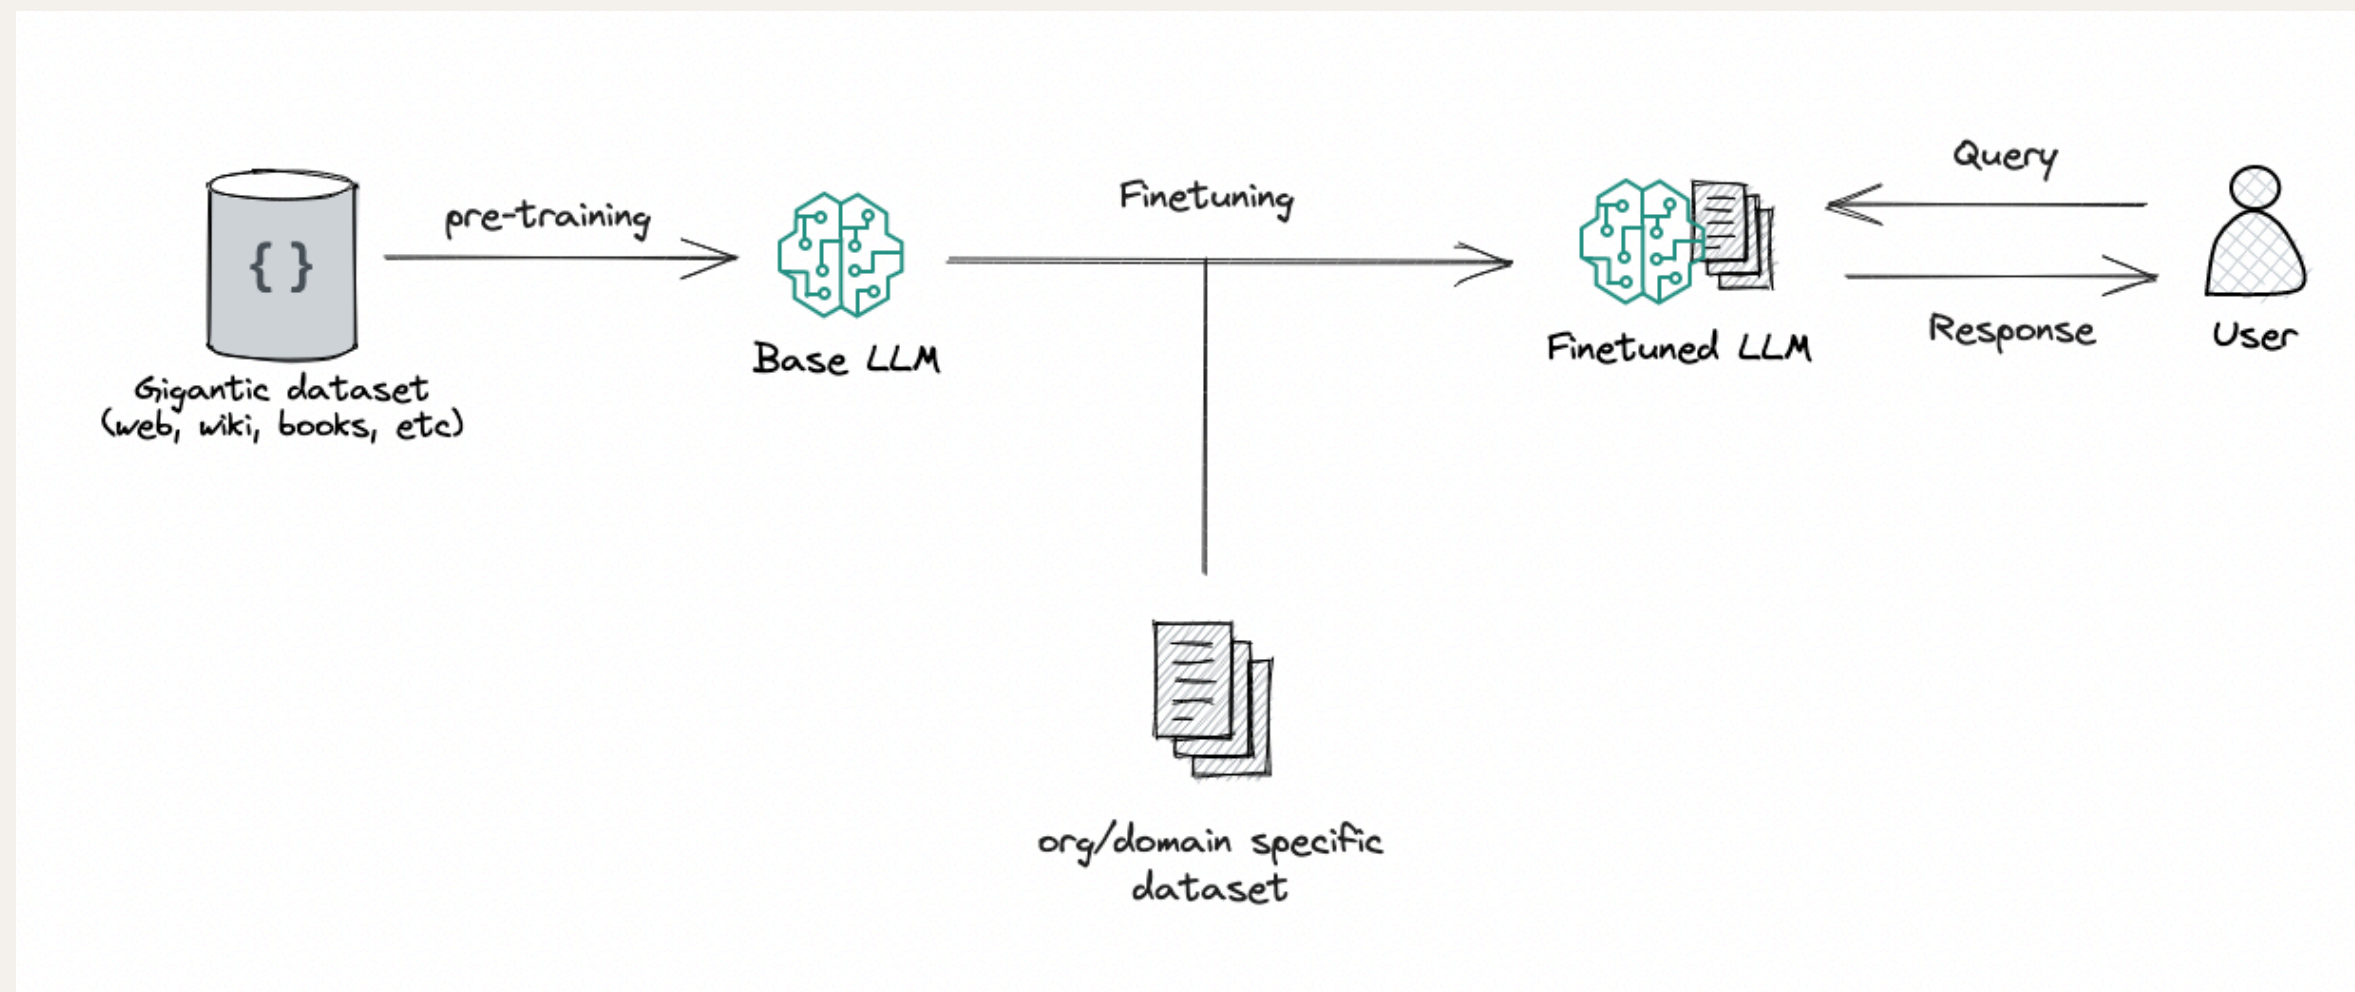 { }
Gigantic dataset
(web, wiki, books, etc)
pre-training
Base LLM
Finetuning
org/domain specific
dataset
Finetuned LLM
Query
Response
User